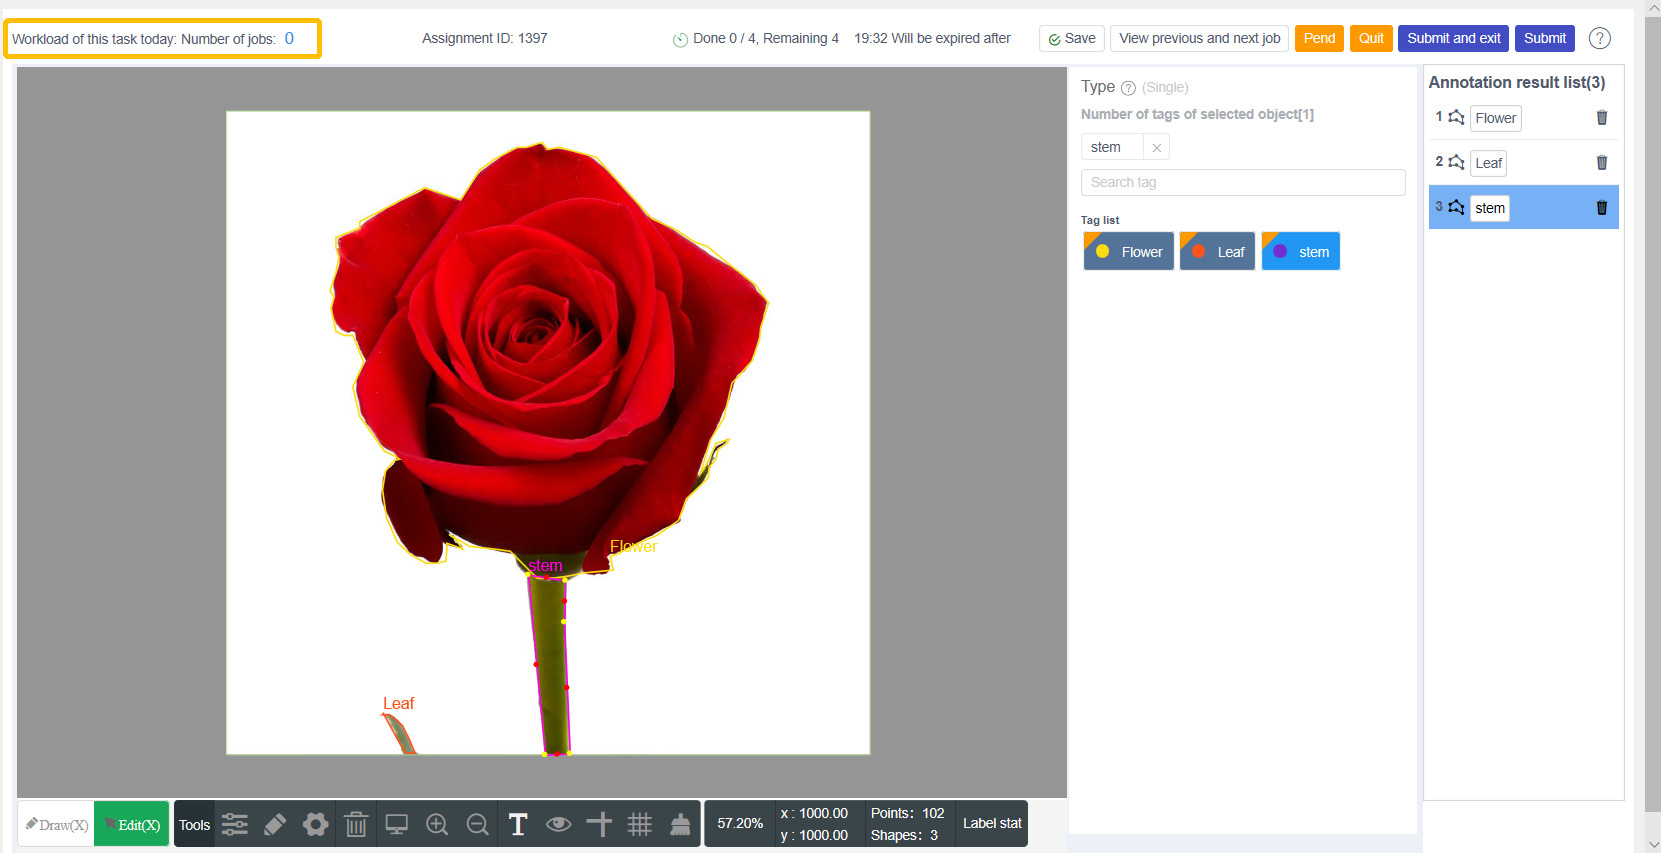 Workload of this task today: Number of jobs: 0
Assignment ID: 1397
Done 0 / 4, Remaining 4
19:32 Will be expired after
Save
View previous and next job
Pend
Quit
Submit and exit
Submit
?
Type ? (Single)
Number of tags of selected object[1]
stem ×
Search tag
Tag list
Flower
Leaf
stem
Annotation result list(3)
1 Flower
2 Leaf
3 stem
Flower
stem
Leaf
Draw(X)
Edit(X)
Tools
T
57.20%
x : 1000.00
y : 1000.00
Points: 102
Shapes: 3
Label stat